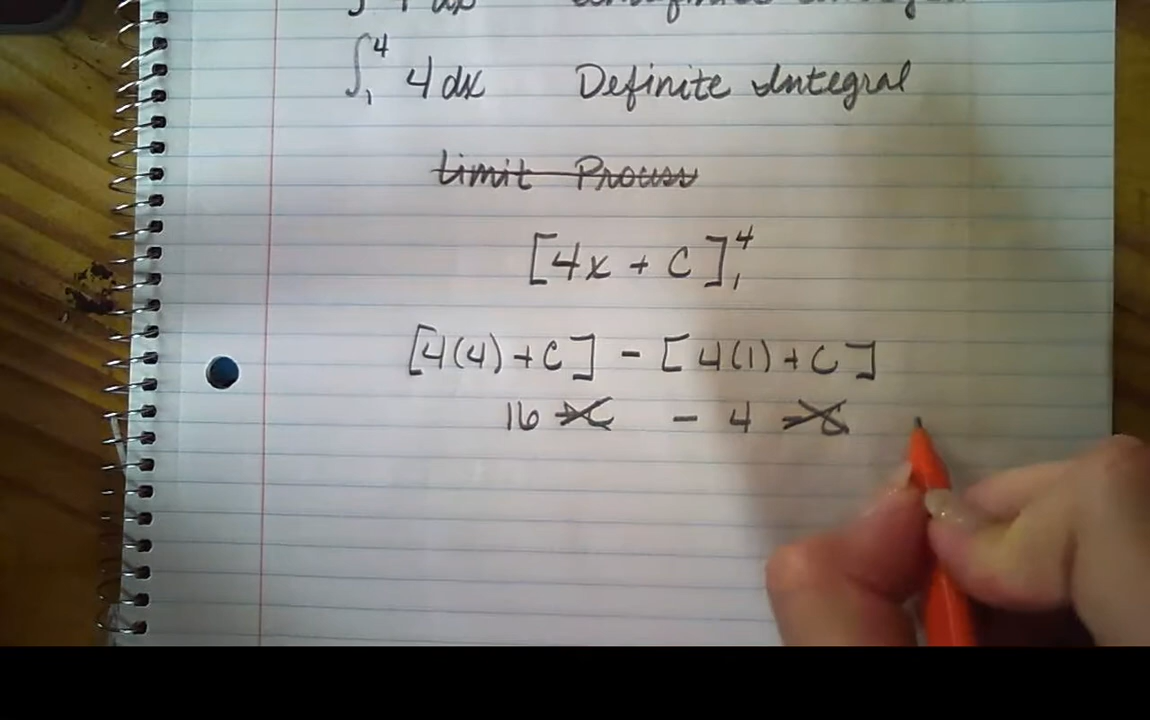 ∫₁⁴ 4 dx Definite Integral
Limit Process
[4x + C]₁⁴
[4(4) + C] - [4(1) + C]
16 +C - 4 -C